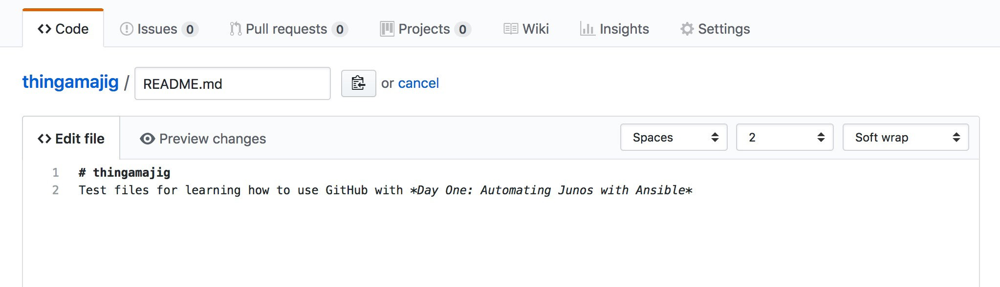 Code Issues 0 Pull requests 0 Projects 0 Wiki Insights Settings
thingamajig / README.md or cancel
Edit file Preview changes Spaces 2 Soft wrap
1 # thingamajig
2 Test files for learning how to use GitHub with *Day One: Automating Junos with Ansible*